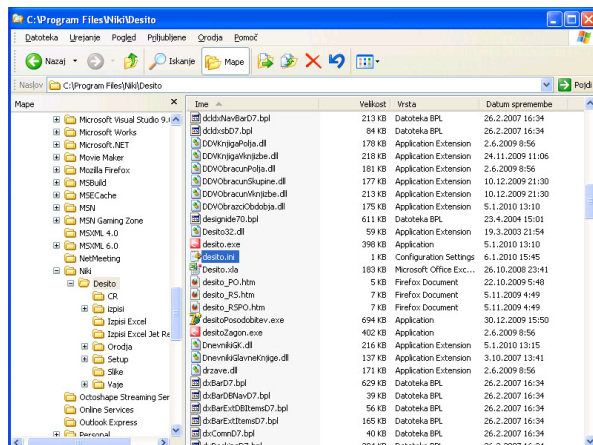 C:\Program Files\Niki\Desito
Datoteka Urejanje Pogled Priljubljene Orodja Pomoč
Nazaj Iskanje Mape
Naslov C:\Program Files\Niki\Desito Pojdi
Mape
Microsoft Visual Studio 9.
Microsoft Works
Microsoft.NET
Movie Maker
Mozilla Firefox
MSBuild
MSECache
MSN
MSN Gaming Zone
MSXML 4.0
MSXML 6.0
NetMeeting
Niki
Desito
CR
izpisi
Izpisi Excel
Izpisi Excel Jet Re
Orodja
Setup
Slike
Vaje
Octoshape Streaming Ser
Online Services
Outlook Express
Personal
Ime Velikost Vrsta Datum spremembe
dcldxNavBarD7.bpl 213 KB Datoteka BPL 26.2.2007 16:34
dcldxsbD7.bpl 84 KB Datoteka BPL 26.2.2007 16:34
DDVKnjigaPolja.dll 178 KB Application Extension 2.6.2009 8:56
DDVKnjigaVknjizbe.dll 218 KB Application Extension 24.11.2009 11:06
DDVObracunPolja.dll 181 KB Application Extension 2.6.2009 8:56
DDVObracunSkupine.dll 177 KB Application Extension 10.12.2009 21:30
DDVObracunVknjizbe.dll 213 KB Application Extension 10.12.2009 21:30
DDVObrazciObdobja.dll 175 KB Application Extension 5.1.2010 13:10
designide70.bpl 611 KB Datoteka BPL 23.4.2004 15:01
Desito32.dll 59 KB Application Extension 19.3.2003 21:54
desito.exe 398 KB Application 5.1.2010 13:10
desito.ini 1 KB Configuration Settings 6.1.2010 15:45
Desito.xla 183 KB Microsoft Office Exc... 26.10.2008 23:41
desito_PO.htm 5 KB Firefox Document 22.10.2009 5:48
desito_RS.htm 7 KB Firefox Document 5.11.2009 4:49
desito_RSPO.htm 7 KB Firefox Document 5.11.2009 4:49
desitoPosodobitev.exe 694 KB Application 30.12.2009 15:50
desitoZagon.exe 402 KB Application 2.6.2009 8:56
DnevnikiGK.dll 216 KB Application Extension 5.1.2010 13:15
DnevnikiGlavneKnjige.dll 137 KB Application Extension 3.10.2007 13:41
drzave.dll 171 KB Application Extension 2.6.2009 8:56
dxBarD7.bpl 629 KB Datoteka BPL 26.2.2007 16:34
dxBarDBNavD7.bpl 39 KB Datoteka BPL 26.2.2007 16:34
dxBarExtDBItemsD7.bpl 56 KB Datoteka BPL 26.2.2007 16:34
dxBarExtItemsD7.bpl 165 KB Datoteka BPL 26.2.2007 16:34
dxComnD7.bpl 40 KB Datoteka BPL 26.2.2007 16:34